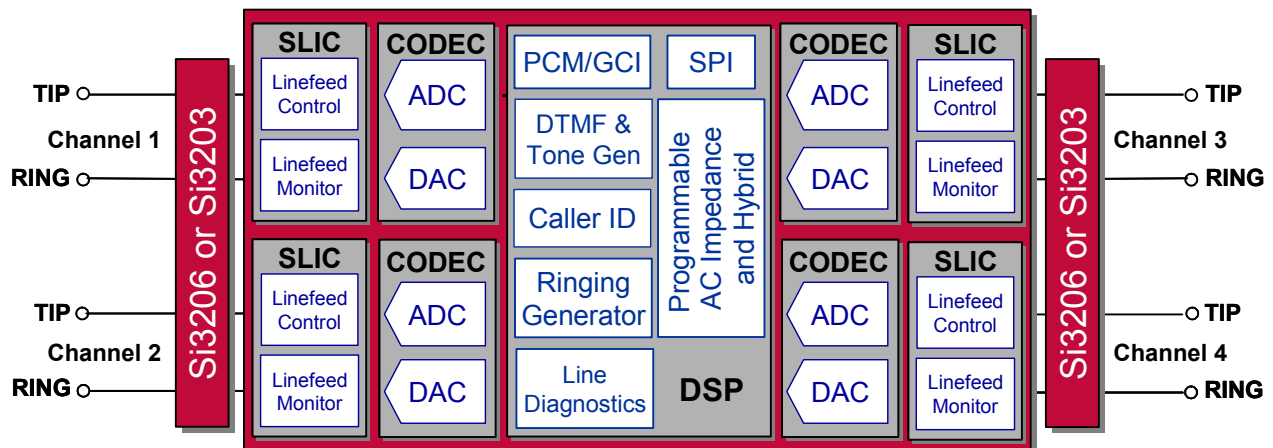 TIP
Channel 1
RING
TIP
Channel 2
RING
Si3206 or Si3203
SLIC
Linefeed
Control
Linefeed
Monitor
CODEC
ADC
DAC
SLIC
Linefeed
Control
Linefeed
Monitor
CODEC
ADC
DAC
PCM/GCI
SPI
DTMF &
Tone Gen
Caller ID
Ringing
Generator
Line
Diagnostics
Programmable
AC Impedance
and Hybrid
DSP
CODEC
ADC
DAC
SLIC
Linefeed
Control
Linefeed
Monitor
CODEC
ADC
DAC
SLIC
Linefeed
Control
Linefeed
Monitor
Si3206 or Si3203
TIP
Channel 3
RING
TIP
Channel 4
RING